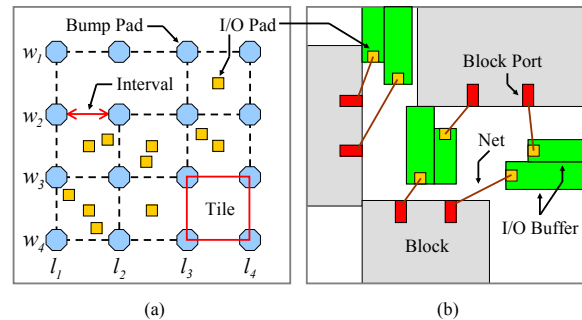 Bump Pad
I/O Pad
w1
Interval
w2
w3
Tile
w4
l1 l2 l3 l4
(a)
Block Port
Net
I/O Buffer
Block
(b)